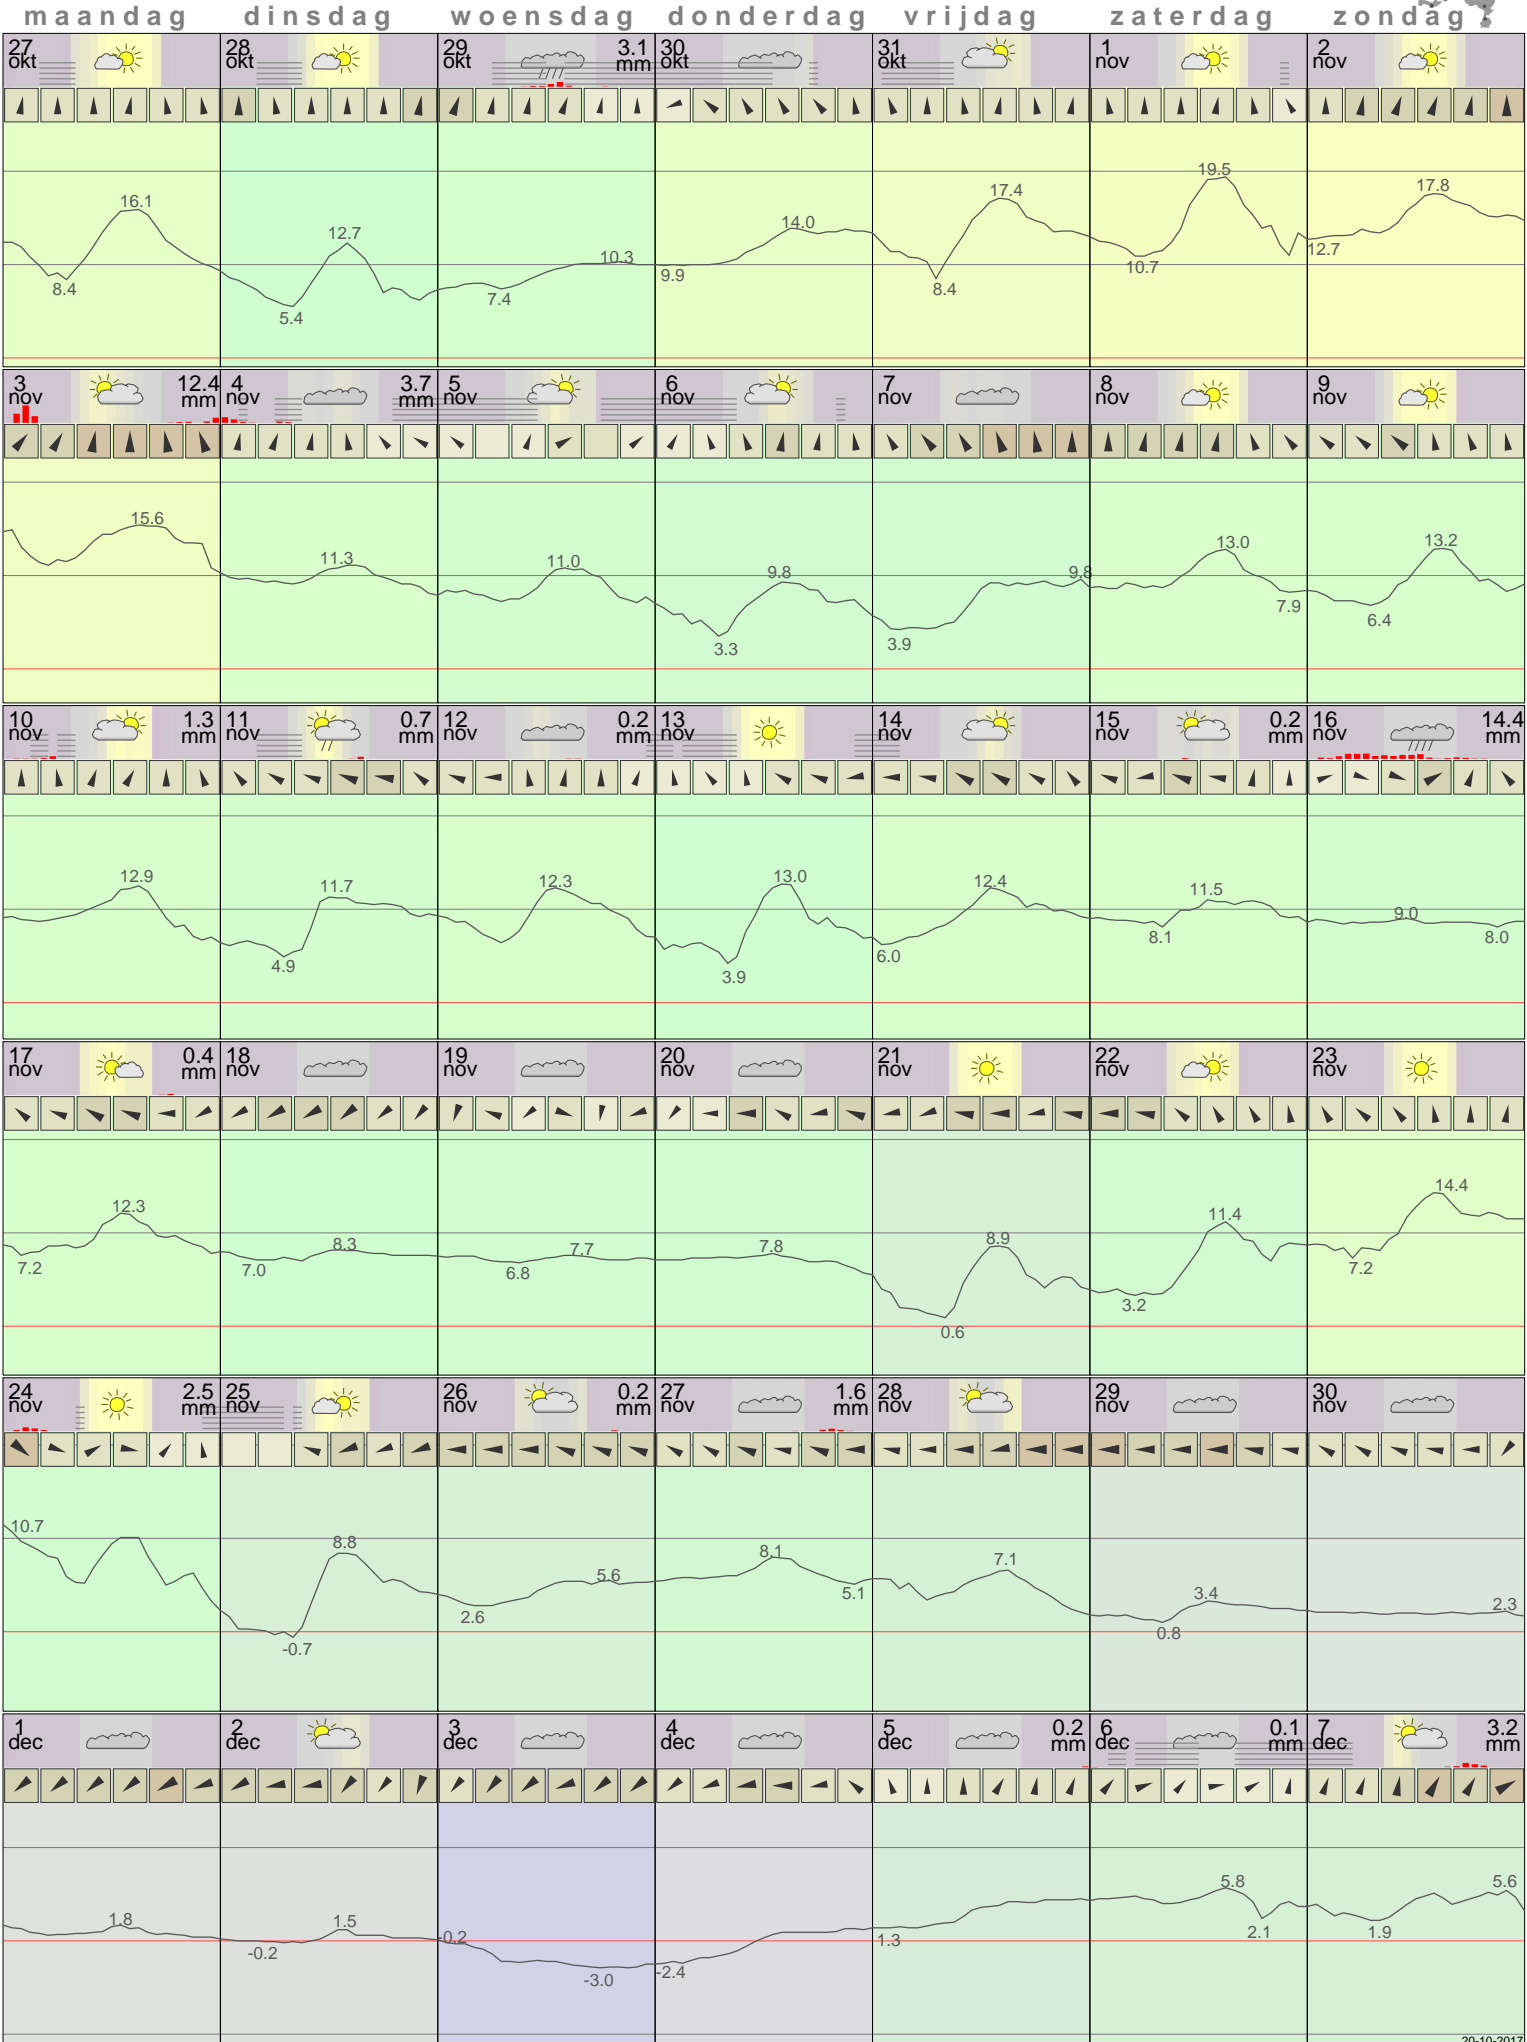 maandag dinsdag woensdag donderdag vrijdag zaterdag zondag
27 okt 28 okt 29 okt 3.1 mm 30 okt 31 okt 1 nov 2 nov
16.1 8.4 12.7 5.4 7.4 10.3 9.9 14.0 8.4 17.4 10.7 19.5 12.7 17.8
3 nov 12.4 mm 4 nov 3.7 mm 5 nov 6 nov 7 nov 8 nov 9 nov
15.6 11.3 11.0 3.3 9.8 3.9 9.8 13.0 7.9 6.4 13.2
10 nov 1.3 mm 11 nov 0.7 mm 12 nov 0.2 mm 13 nov 14 nov 15 nov 0.2 mm 16 nov 14.4 mm
12.9 4.9 11.7 12.3 3.9 13.0 6.0 12.4 8.1 11.5 9.0 8.0
17 nov 0.4 mm 18 nov 19 nov 20 nov 21 nov 22 nov 23 nov
7.2 12.3 7.0 8.3 6.8 7.7 7.8 0.6 8.9 3.2 11.4 7.2 14.4
24 nov 2.5 mm 25 nov 26 nov 0.2 mm 27 nov 1.6 mm 28 nov 29 nov 30 nov
10.7 -0.7 8.8 2.6 5.6 8.1 5.1 7.1 0.8 3.4 2.3
1 dec 2 dec 3 dec 4 dec 5 dec 0.2 mm 6 dec 0.1 mm 7 dec 3.2 mm
1.8 -0.2 1.5 -0.2 -3.0 -2.4 1.3 5.8 2.1 1.9 5.6
20-10-2017